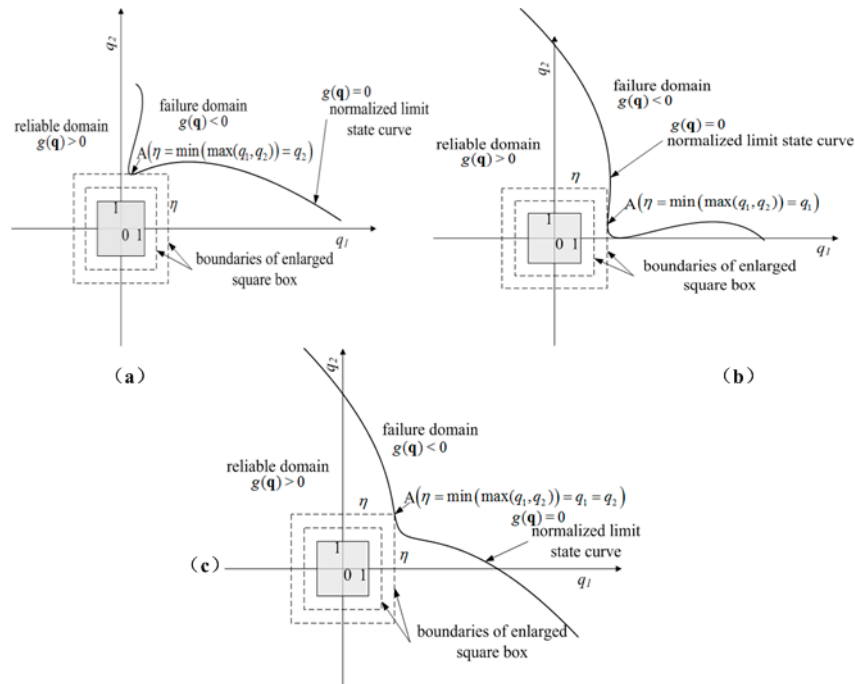 q₂
failure domain
g(𝐪)<0
g(𝐪)=0
normalized limit
state curve
reliable domain
g(𝐪)>0
A(η=min(max(q₁,q₂))=q₂)
η
1
0 1
q₁
boundaries of enlarged
square box
(a)
q₂
failure domain
g(𝐪)<0
g(𝐪)=0
normalized limit state curve
reliable domain
g(𝐪)>0
η
A(η=min(max(q₁,q₂))=q₁)
1
0 1
q₁
boundaries of enlarged
square box
(b)
q₂
failure domain
g(𝐪)<0
reliable domain
g(𝐪)>0
η
A(η=min(max(q₁,q₂))=q₁=q₂)
g(𝐪)=0
normalized limit
state curve
1
η
0 1
q₁
(c)
boundaries of enlarged
square box